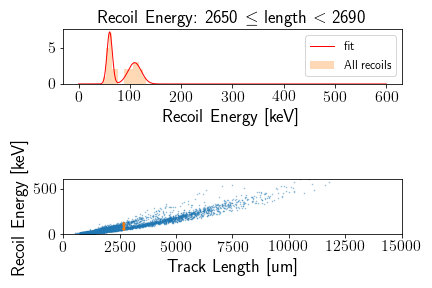 Recoil Energy: 2650 ≤ length < 2690
5
0
fit
All recoils
0 100 200 300 400 500 600
Recoil Energy [keV]
Recoil Energy [keV]
500
0
0 2500 5000 7500 10000 12500 15000
Track Length [um]